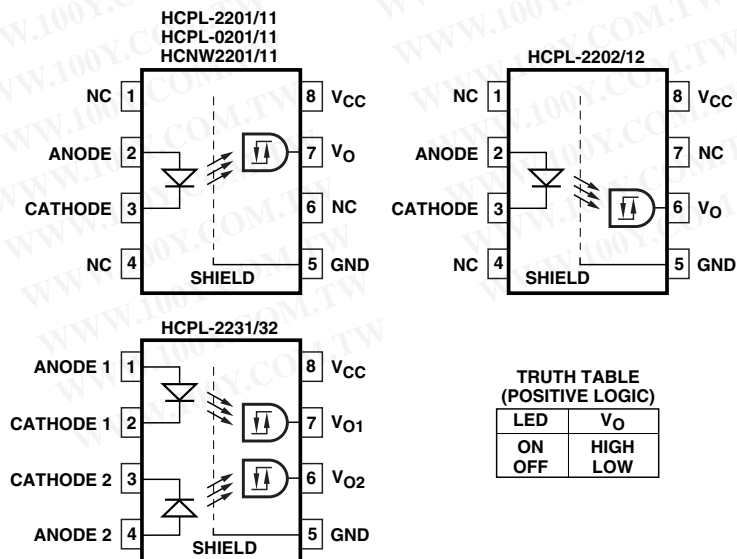 HCPL-2201/11
HCPL-0201/11
HCNW2201/11
NC 1
ANODE 2
CATHODE 3
NC 4
8 VCC
7 VO
6 NC
5 GND
SHIELD
HCPL-2202/12
NC 1
ANODE 2
CATHODE 3
NC 4
8 VCC
7 NC
6 VO
5 GND
SHIELD
HCPL-2231/32
ANODE 1 1
CATHODE 1 2
CATHODE 2 3
ANODE 2 4
8 VCC
7 VO1
6 VO2
5 GND
SHIELD
TRUTH TABLE
(POSITIVE LOGIC)
LED VO
ON HIGH
OFF LOW
WWW.100Y.COM.TW